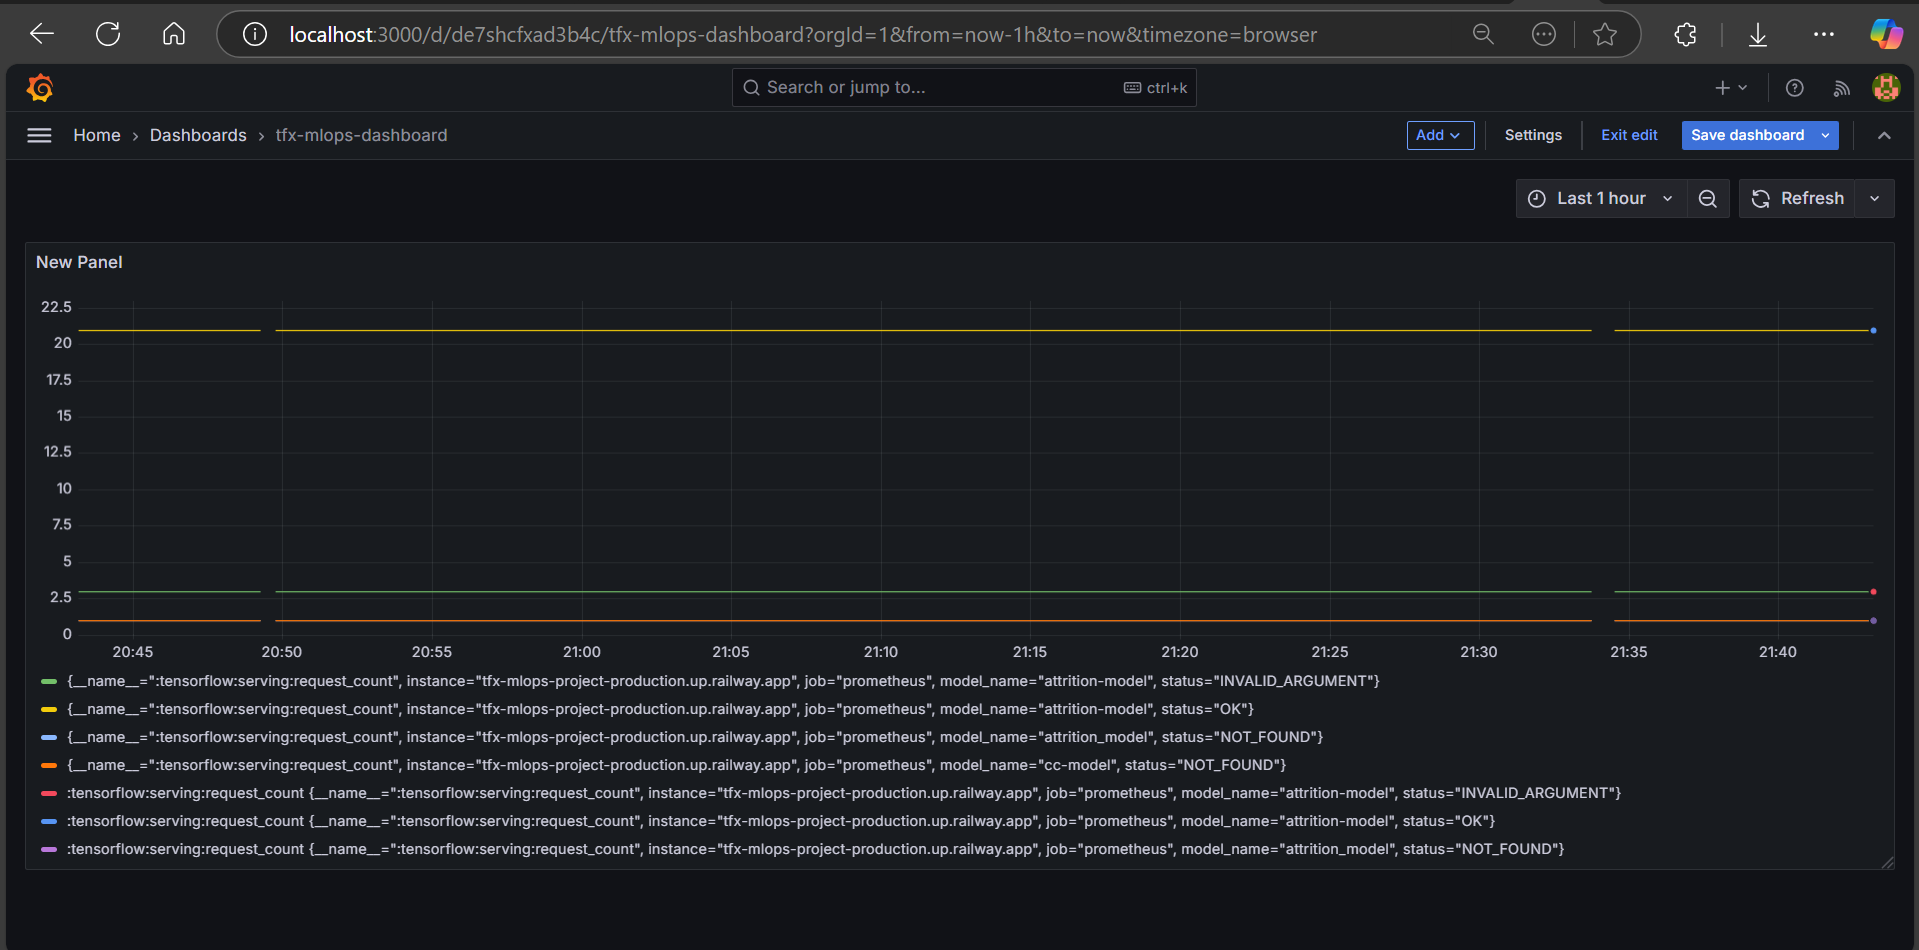 localhost:3000/d/de7shcfxad3b4c/tfx-mlops-dashboard?orgId=1&from=now-1h&to=now&timezone=browser
Search or jump to...
ctrl+k
Home › Dashboards › tfx-mlops-dashboard
Add
Settings
Exit edit
Save dashboard
Last 1 hour
Refresh
New Panel
22.5
20
17.5
15
12.5
10
7.5
5
2.5
0
20:45 20:50 20:55 21:00 21:05 21:10 21:15 21:20 21:25 21:30 21:35 21:40
{__name__=":tensorflow:serving:request_count", instance="tfx-mlops-project-production.up.railway.app", job="prometheus", model_name="attrition-model", status="INVALID_ARGUMENT"}
{__name__=":tensorflow:serving:request_count", instance="tfx-mlops-project-production.up.railway.app", job="prometheus", model_name="attrition-model", status="OK"}
{__name__=":tensorflow:serving:request_count", instance="tfx-mlops-project-production.up.railway.app", job="prometheus", model_name="attrition_model", status="NOT_FOUND"}
{__name__=":tensorflow:serving:request_count", instance="tfx-mlops-project-production.up.railway.app", job="prometheus", model_name="cc-model", status="NOT_FOUND"}
:tensorflow:serving:request_count {__name__=":tensorflow:serving:request_count", instance="tfx-mlops-project-production.up.railway.app", job="prometheus", model_name="attrition-model", status="INVALID_ARGUMENT"}
:tensorflow:serving:request_count {__name__=":tensorflow:serving:request_count", instance="tfx-mlops-project-production.up.railway.app", job="prometheus", model_name="attrition-model", status="OK"}
:tensorflow:serving:request_count {__name__=":tensorflow:serving:request_count", instance="tfx-mlops-project-production.up.railway.app", job="prometheus", model_name="attrition_model", status="NOT_FOUND"}